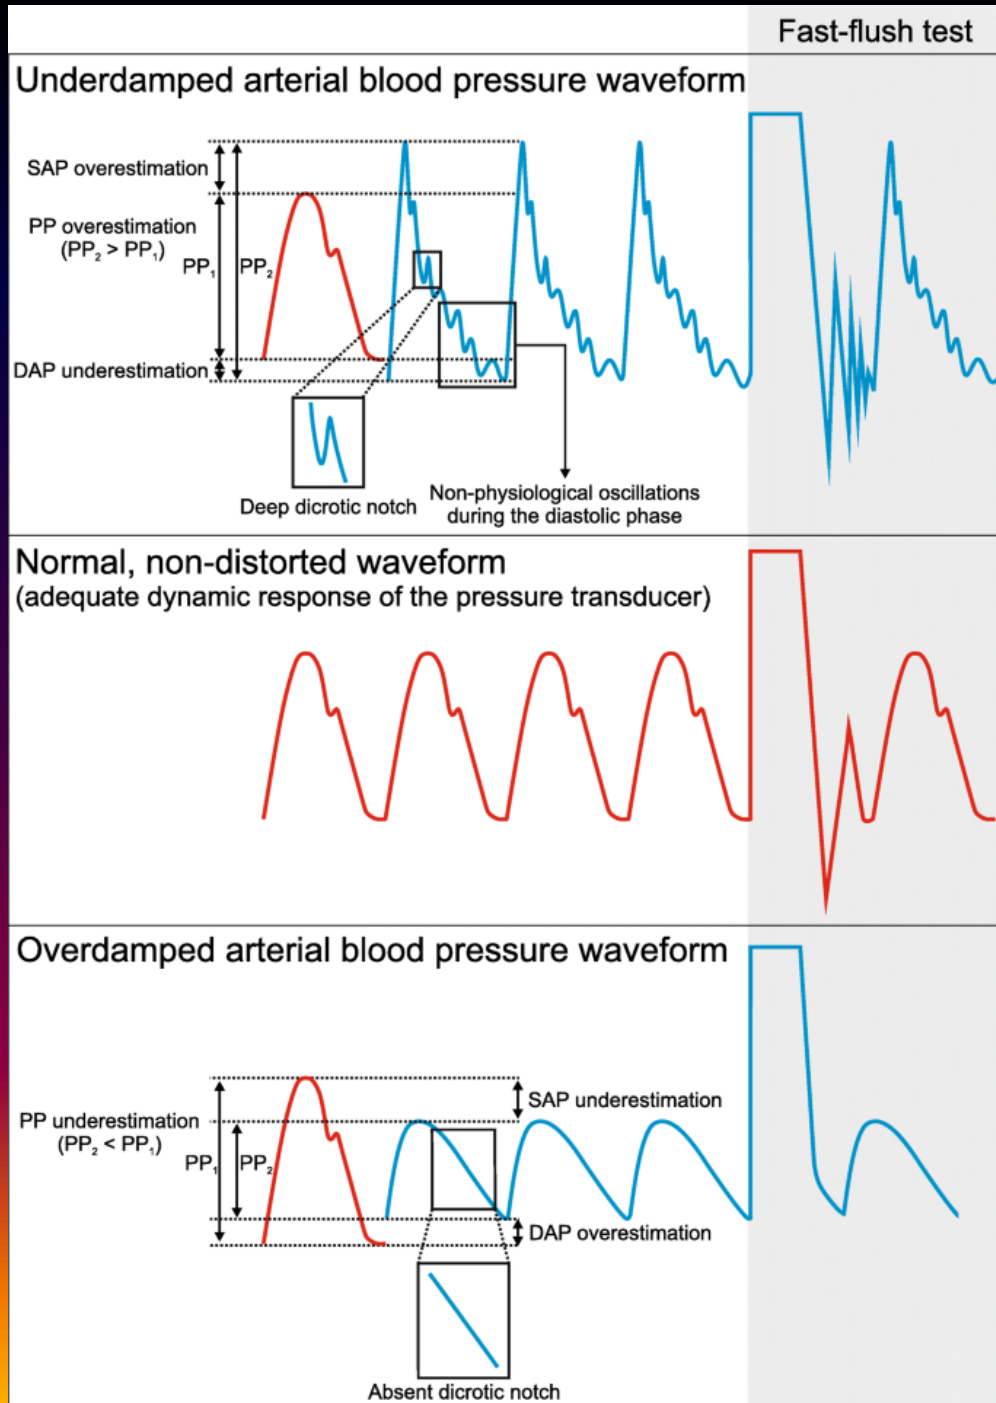 Fast-flush test
Underdamped arterial blood pressure waveform
SAP overestimation
PP overestimation
(PP₂ > PP₁)
PP₁
PP₂
DAP underestimation
Deep dicrotic notch
Non-physiological oscillations
during the diastolic phase
Normal, non-distorted waveform
(adequate dynamic response of the pressure transducer)
Overdamped arterial blood pressure waveform
SAP underestimation
PP underestimation
(PP₂ < PP₁)
PP₁
PP₂
DAP overestimation
Absent dicrotic notch